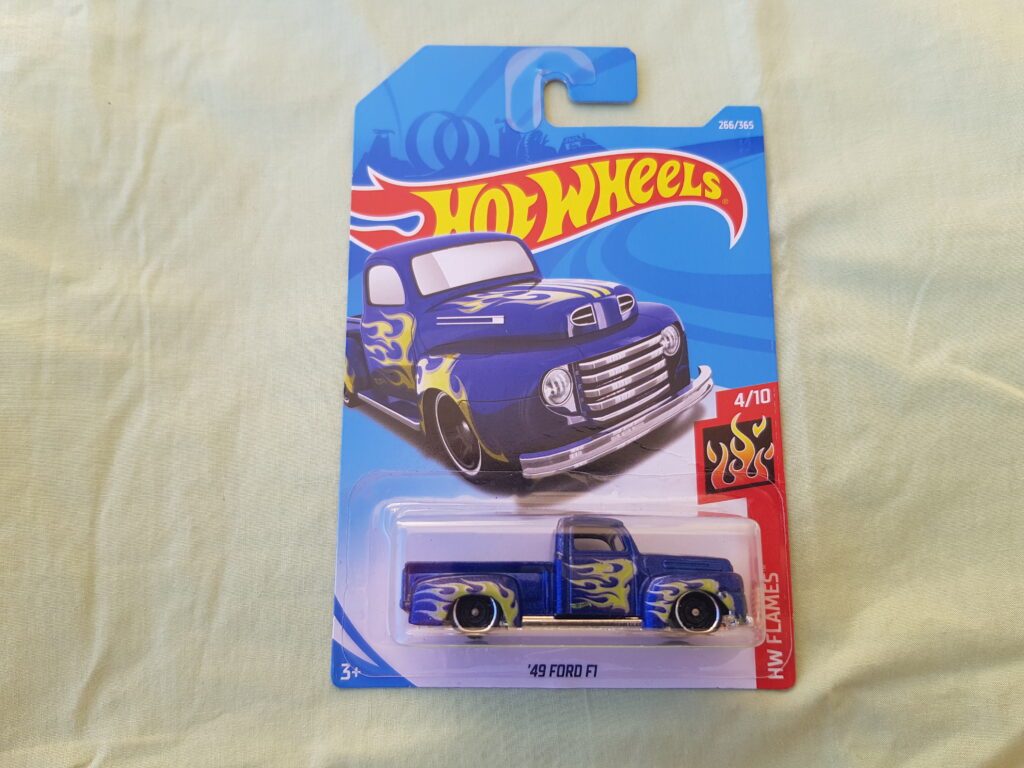 266/365
HOT WHEELS®
4/10
HW FLAMES™
3+
'49 FORD F1